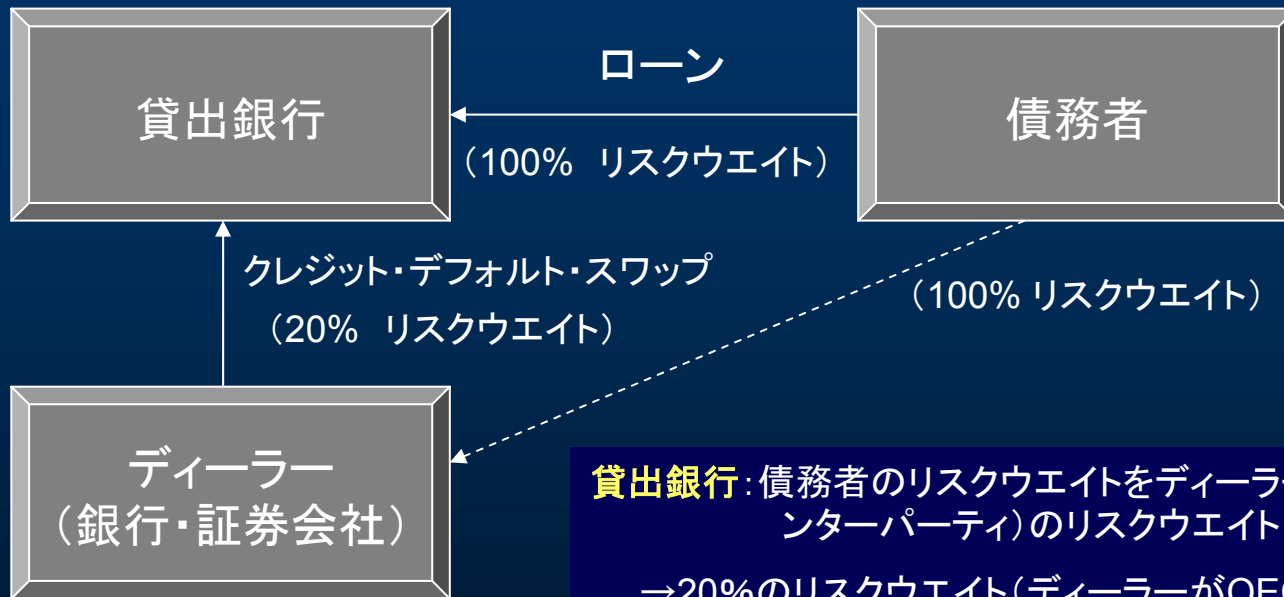 ローン
貸出銀行
債務者
（100%　リスクウエイト）
クレジット・デフォルト・スワップ
（20%　リスクウエイト）
（100% リスクウエイト）
ディーラー
（銀行・証券会社）
貸出銀行：債務者のリスクウエイトをディーラ
ンターパーティ）のリスクウエイト
→20%のリスクウエイト（ディーラーがOE